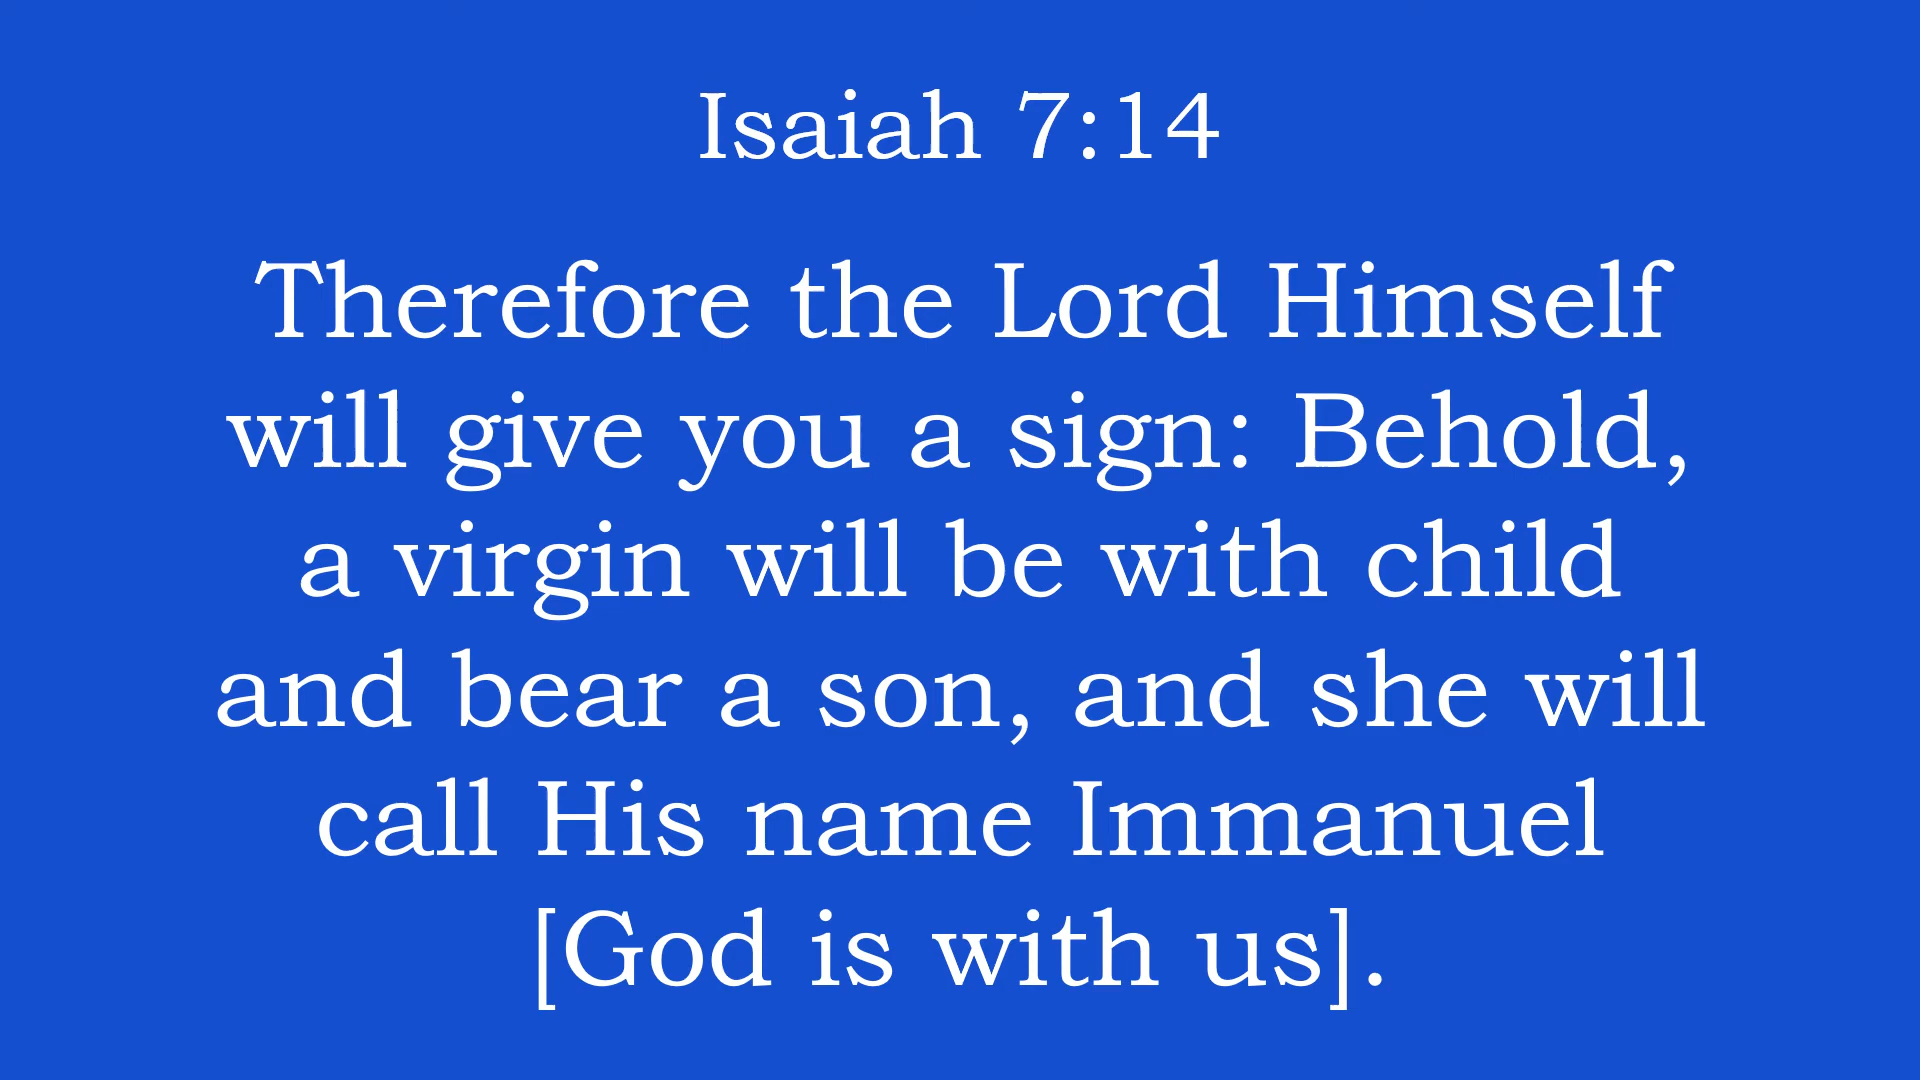 Isaiah 7:14
Therefore the Lord Himself
will give you a sign: Behold,
a virgin will be with child
and bear a son, and she will
call His name Immanuel
[God is with us].